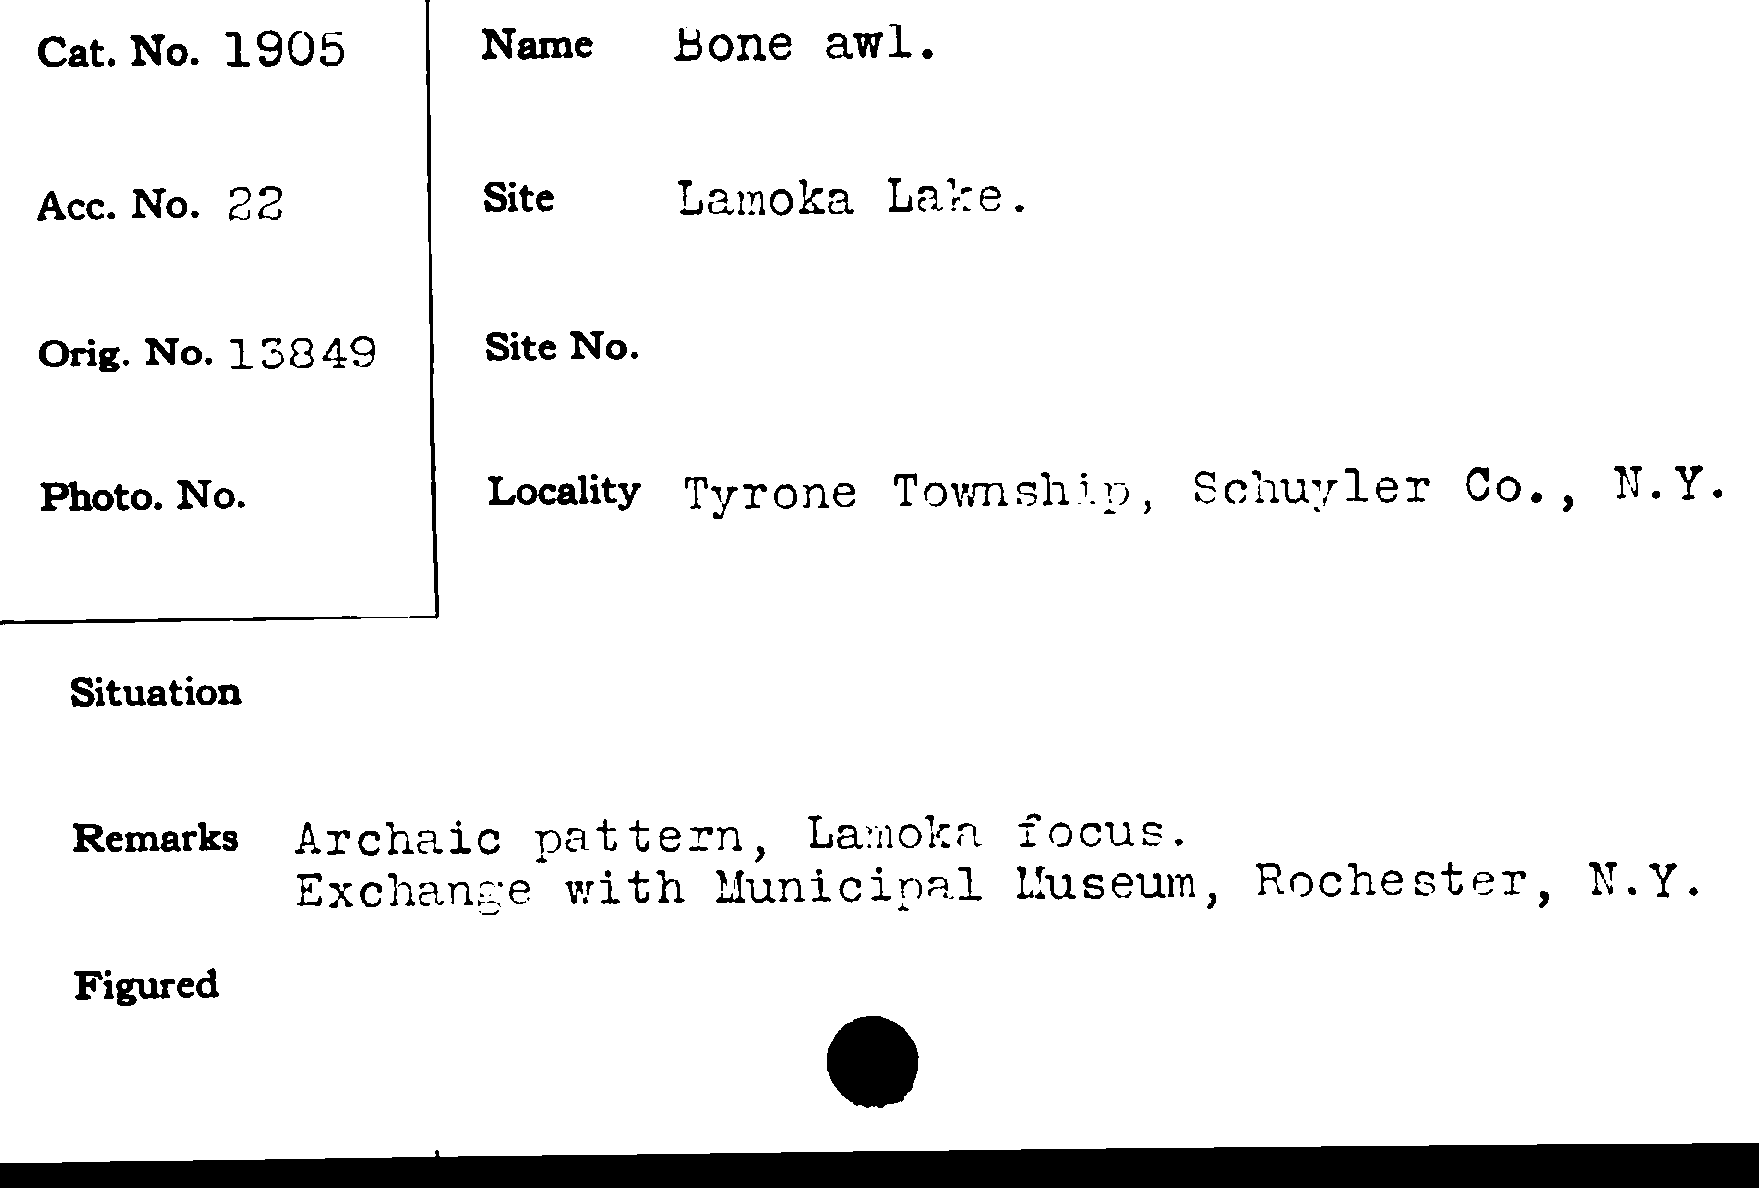 Cat. No. 1905
Name Bone awl.
Acc. No. 22
Site Lamoka Lake.
Orig. No. 13849
Site No.
Photo. No.
Locality Tyrone Township, Schuyler Co., N.Y.
Situation
Remarks Archaic pattern, Lamoka focus.
Exchange with Municipal Museum, Rochester, N.Y.
Figured